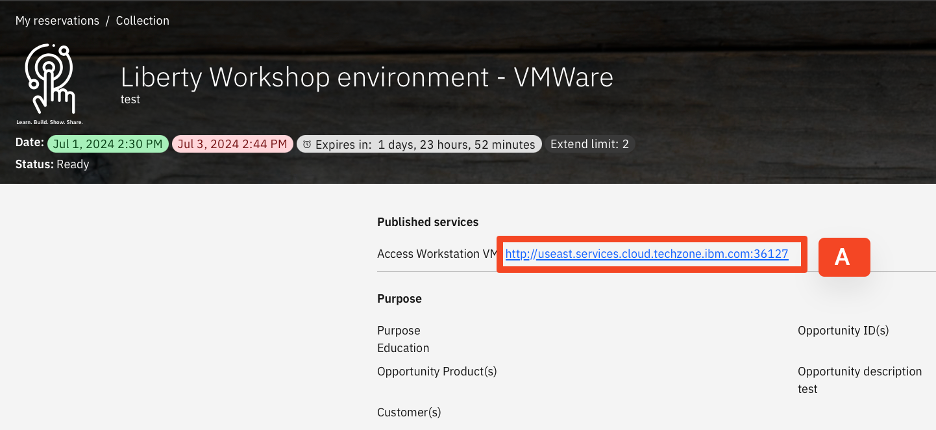 My reservations / Collection
Liberty Workshop environment - VMWare
test
Learn. Build. Show. Share.
Date: Jul 1, 2024 2:30 PM Jul 3, 2024 2:44 PM Expires in: 1 days, 23 hours, 52 minutes Extend limit: 2
Status: Ready
Published services
Access Workstation VM http://useast.services.cloud.techzone.ibm.com:36127
A
Purpose
Purpose Opportunity ID(s)
Education
Opportunity Product(s) Opportunity description
test
Customer(s)